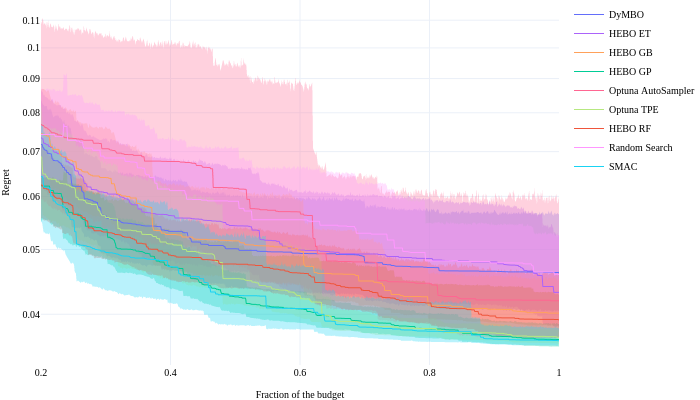 0.11
0.1
0.09
0.08
0.07
0.06
0.05
0.04
Regret
0.2
0.4
0.6
0.8
1
Fraction of the budget
DyMBO
HEBO ET
HEBO GB
HEBO GP
Optuna AutoSampler
Optuna TPE
HEBO RF
Random Search
SMAC